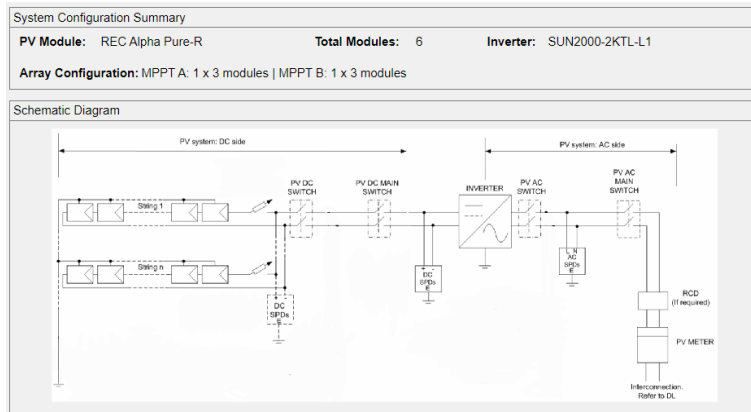 System Configuration Summary
PV Module: REC Alpha Pure-R Total Modules: 6 Inverter: SUN2000-2KTL-L1
Array Configuration: MPPT A: 1 x 3 modules | MPPT B: 1 x 3 modules
Schematic Diagram
PV system: DC side
PV system: AC side
PV DC
SWITCH
PV DC MAIN
SWITCH
INVERTER
PV AC
SWITCH
PV AC
MAIN
SWITCH
String 1
String n
+ -
DC
SPDs
E
+ -
DC
SPDs
E
L N
AC
SPDs
E
RCD
(If required)
PV METER
Interconnection.
Refer to DL